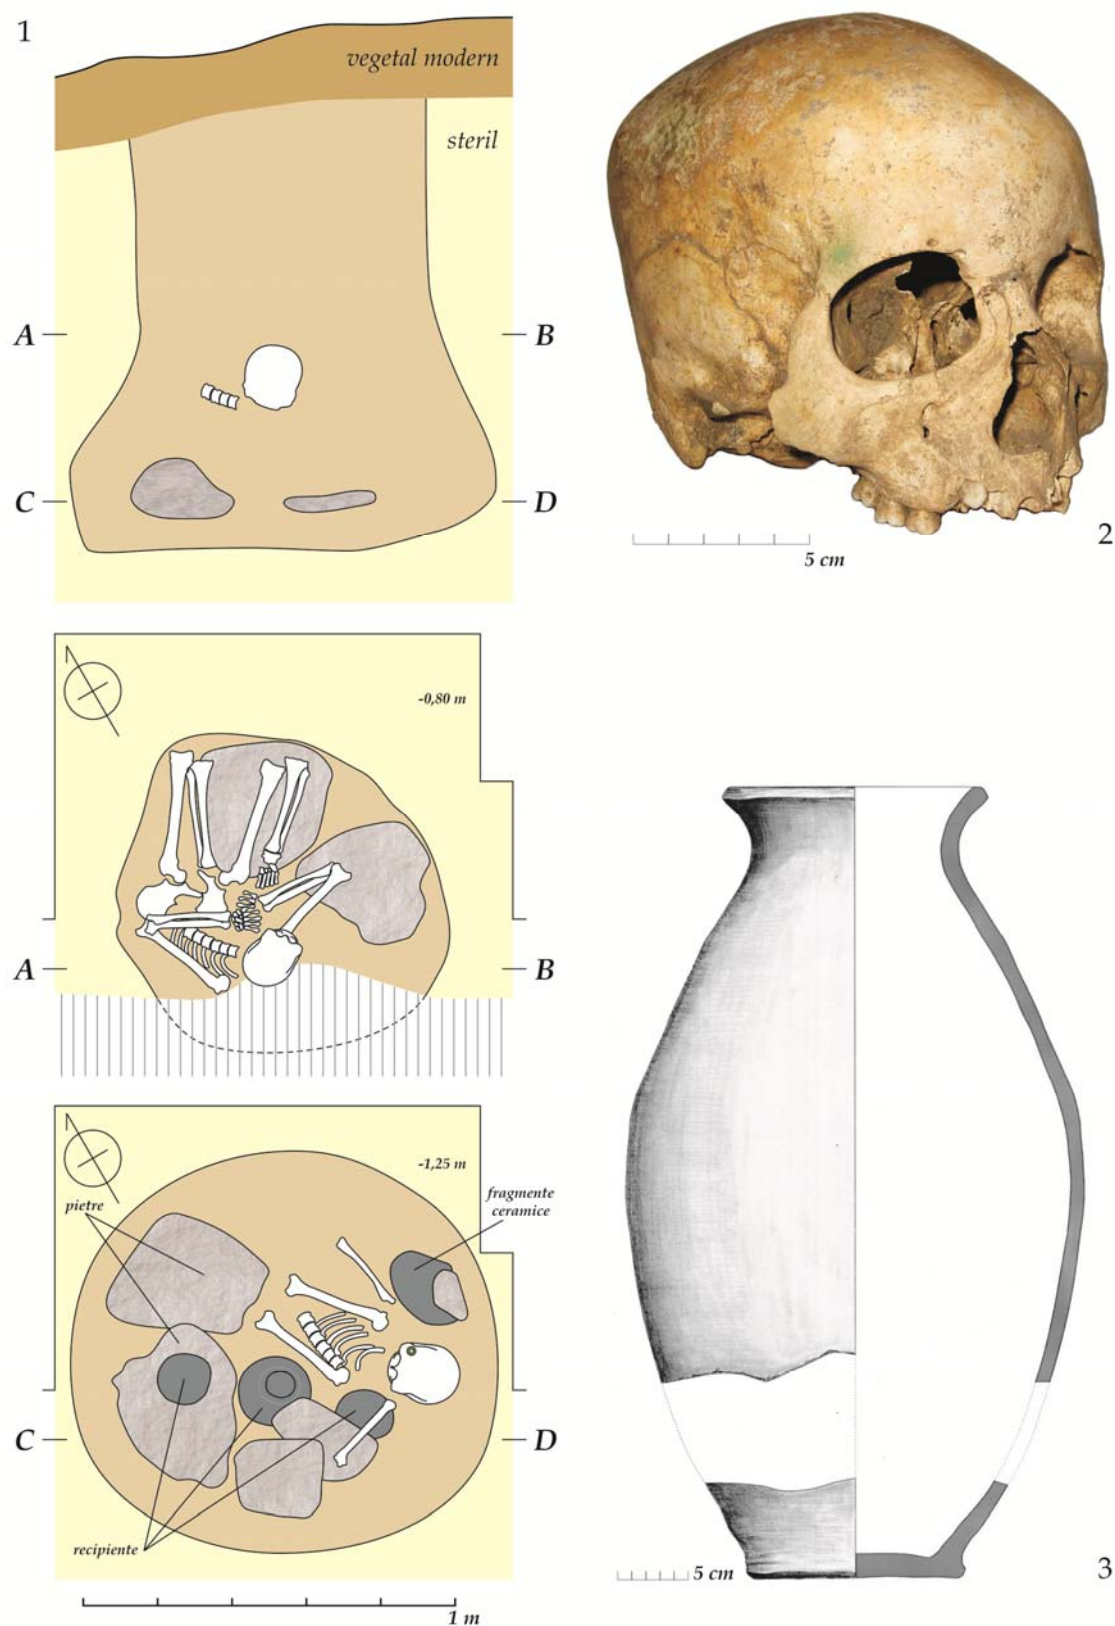 1
vegetal modern
steril
A
B
C
D
5 cm
2
-0,80 m
A
B
-1,25 m
pietre
fragmente
ceramice
C
D
recipiente
1 m
5 cm
3